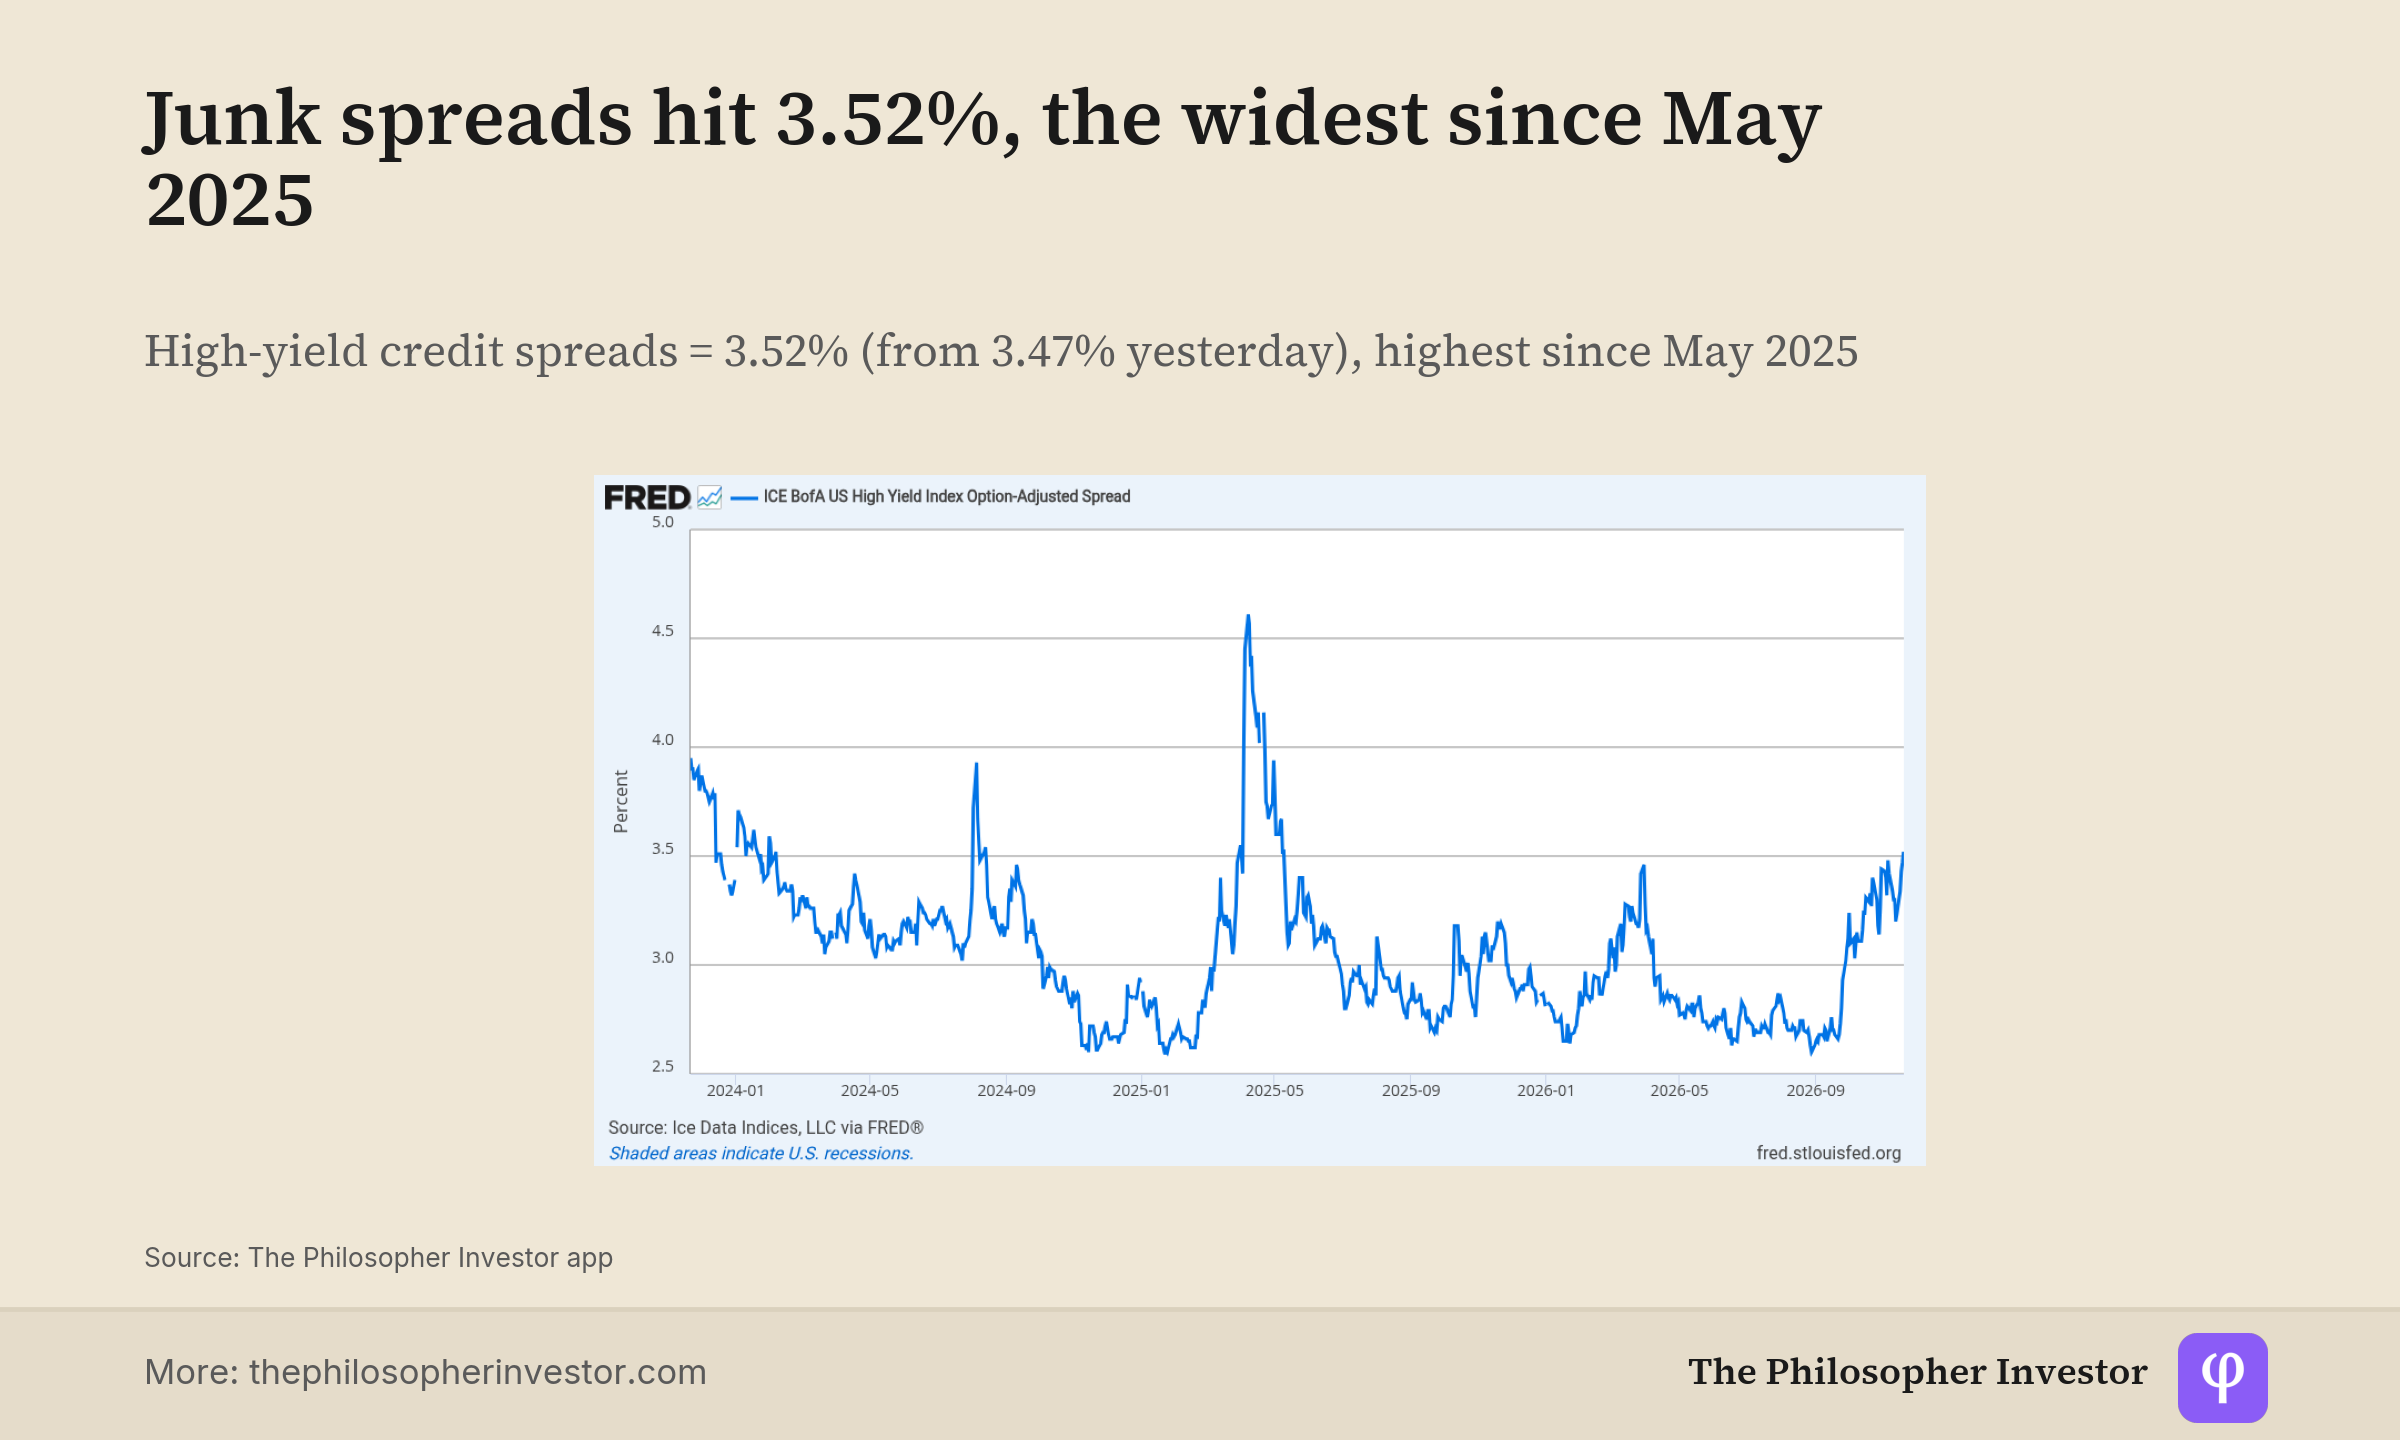 Junk spreads hit 3.52%, the widest since May
2025
High-yield credit spreads = 3.52% (from 3.47% yesterday), highest since May 2025
FRED ICE BofA US High Yield Index Option-Adjusted Spread
5.0
4.5
4.0
3.5
3.0
2.5
Percent
2024-01 2024-05 2024-09 2025-01 2025-05 2025-09 2026-01 2026-05 2026-09
Source: Ice Data Indices, LLC via FRED®
Shaded areas indicate U.S. recessions. fred.stlouisfed.org
Source: The Philosopher Investor app
More: thephilosopherinvestor.com The Philosopher Investor φ